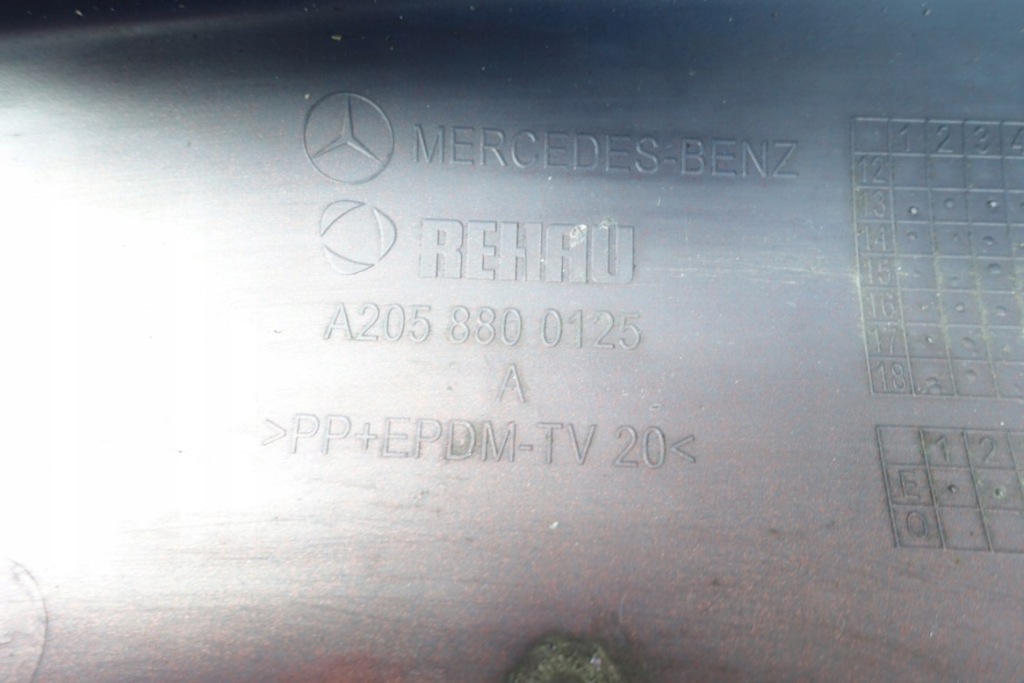 MERCEDES-BENZ
REHAU
A205 880 0125
A
>PP+EPDM-TV 20<
1 2 3 4
12
13
14
15
16
17
18
1 2
E
Q